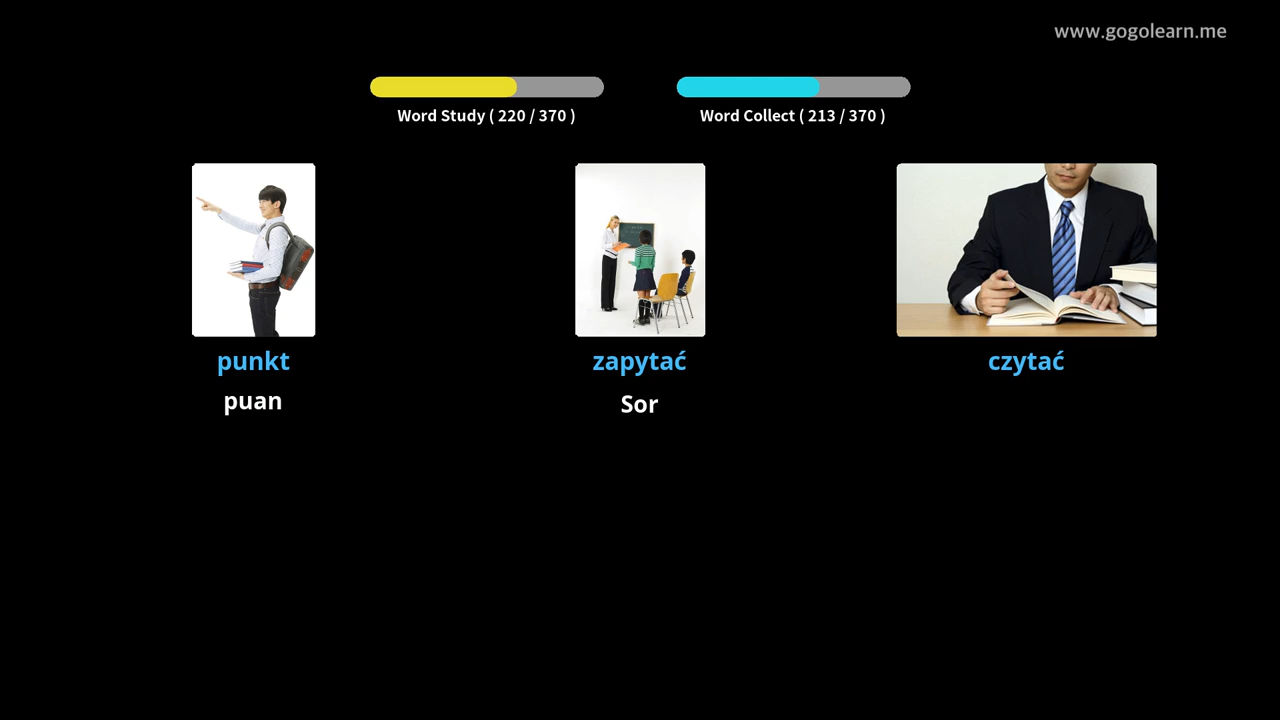 www.gogolearn.me
Word Study ( 220 / 370 )
Word Collect ( 213 / 370 )
punkt
zapytać
czytać
puan
Sor